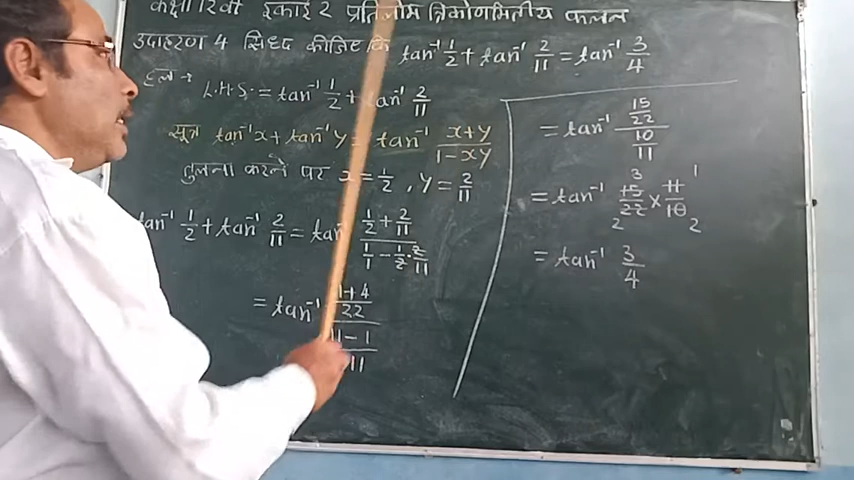 कक्षा 12वीं इकाई 2 प्रतिलोम त्रिकोणमितीय फलन
उदाहरण 4 सिध्द कीजिए कि tan⁻¹ 1/2 + tan⁻¹ 2/11 = tan⁻¹ 3/4
हल → L.H.S. = tan⁻¹ 1/2 + tan⁻¹ 2/11
सूत्र tan⁻¹x + tan⁻¹y = tan⁻¹ (x+y)/(1-xy)
तुलना करने पर x = 1/2 , y = 2/11
tan⁻¹ 1/2 + tan⁻¹ 2/11 = tan⁻¹ (1/2 + 2/11)/(1/1 - 1/2 · 2/11)
= tan⁻¹ ((11+4)/22)/((11-1)/11)
= tan⁻¹ (15/22)/(10/11)
= tan⁻¹ 15/22 × 11/10 3 2 1 2
= tan⁻¹ 3/4